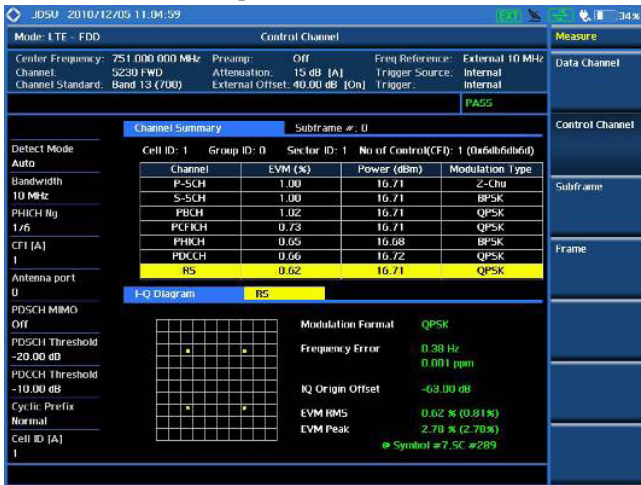 JDSU 2010/12/05 11:04:59 EXT 34%
Mode: LTE - FDD Control Channel Measure
Center Frequency: 751.000 000 MHz Preamp: Off Freq Reference: External 10 MHz
Channel: 5230 FWD Attenuation: 15 dB [A] Trigger Source: Internal
Channel Standard: Band 13 (700) External Offset: 40.00 dB [On] Trigger: Internal
Data Channel
PASS
Channel Summary Subframe #: 0
Control Channel
Detect Mode
Auto
Cell ID: 1 Group ID: 0 Sector ID: 1 No of Control(CFI): 1 (0x6db6db6d)
Channel EVM (%) Power (dBm) Modulation Type
P-SCH 1.00 16.71 Z-Chu
S-SCH 1.00 16.71 BPSK
PBCH 1.02 16.71 QPSK
PCFICH 0.73 16.71 QPSK
PHICH 0.65 16.68 BPSK
PDCCH 0.66 16.72 QPSK
RS 0.62 16.71 QPSK
Bandwidth
10 MHz
PHICH Ng
1/6
CFI [A]
1
Antenna port
0
PDSCH MIMO
Off
PDSCH Threshold
-20.00 dB
PDCCH Threshold
-10.00 dB
Cyclic Prefix
Normal
Cell ID [A]
1
Subframe
Frame
I-Q Diagram RS
Modulation Format QPSK
Frequency Error 0.38 Hz
0.001 ppm
IQ Origin Offset -63.00 dB
EVM RMS 0.62 % (0.81%)
EVM Peak 2.70 % (2.70%)
@ Symbol #7,SC #289